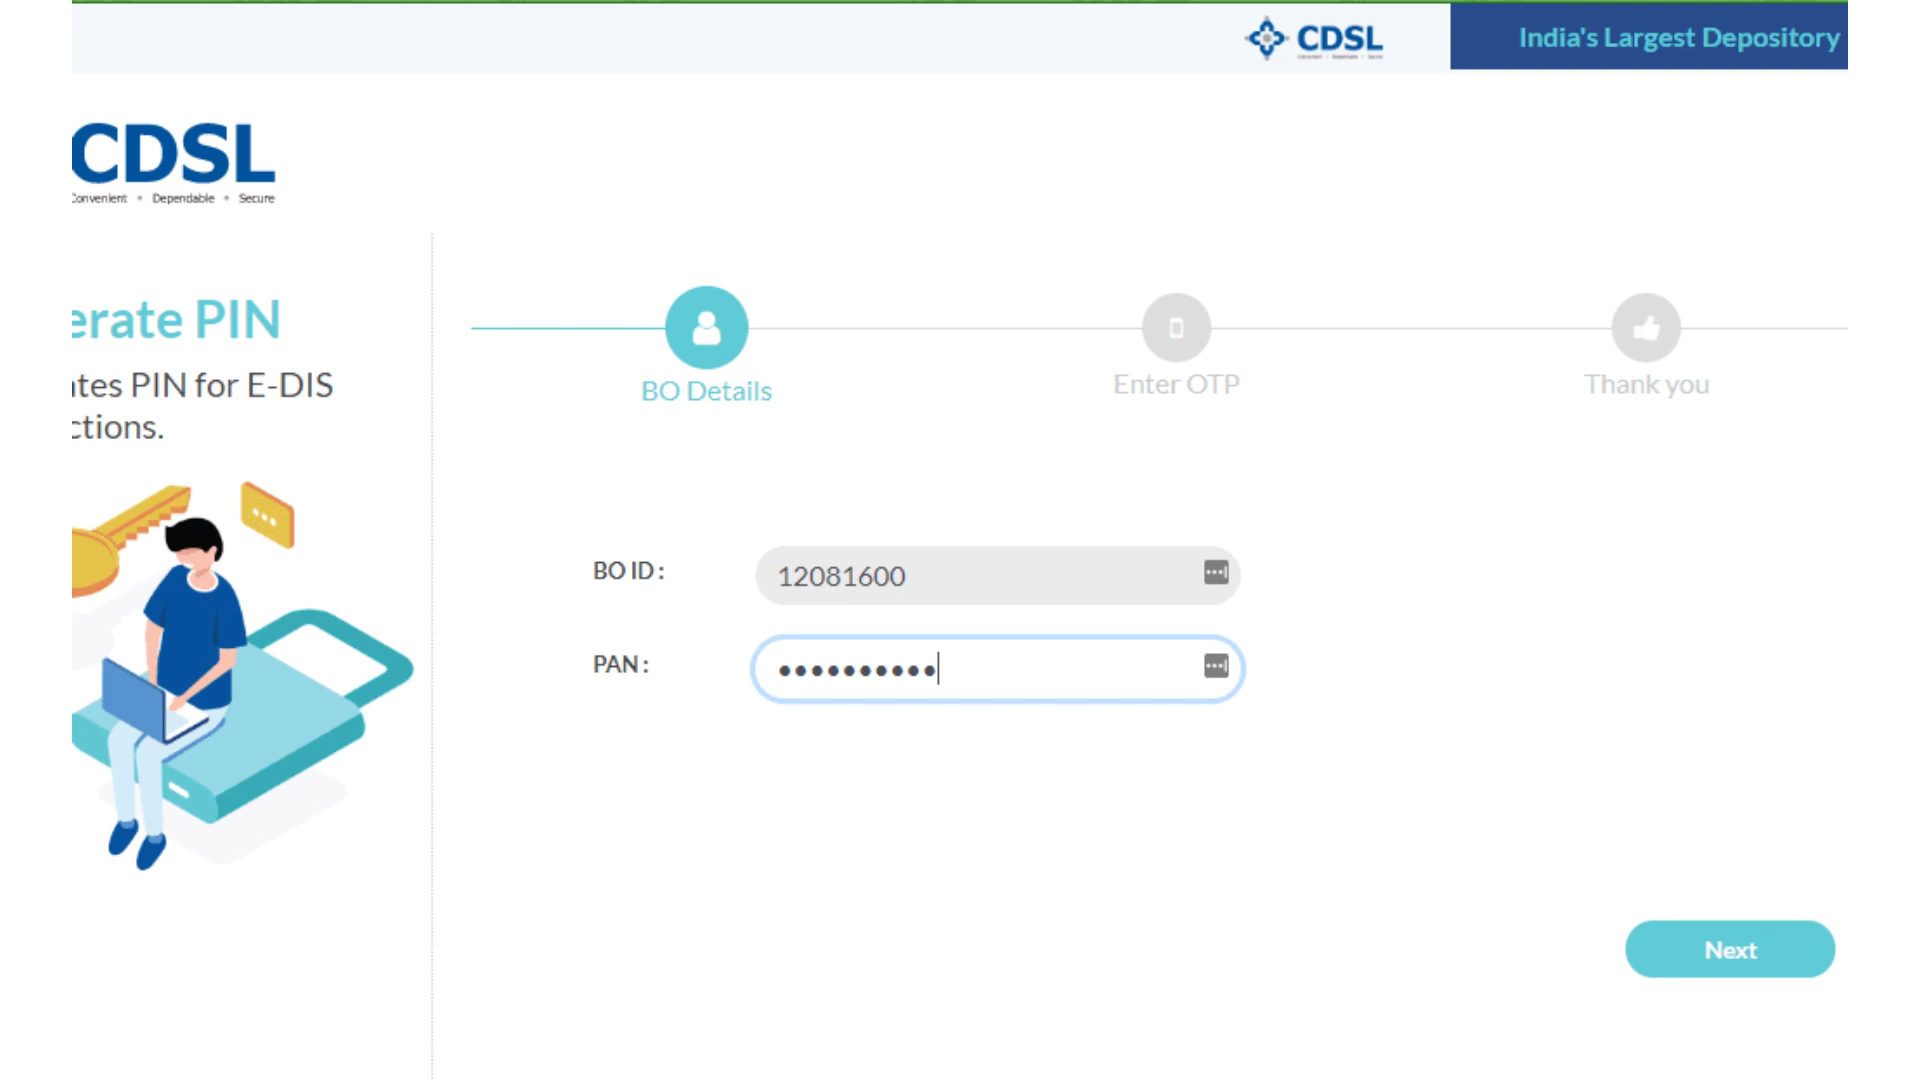 CDSL
India's Largest Depository
CDSL
Convenient • Dependable • Secure
erate PIN
ates PIN for E-DIS
ctions.
BO Details
Enter OTP
Thank you
BO ID :
12081600
PAN :
Next